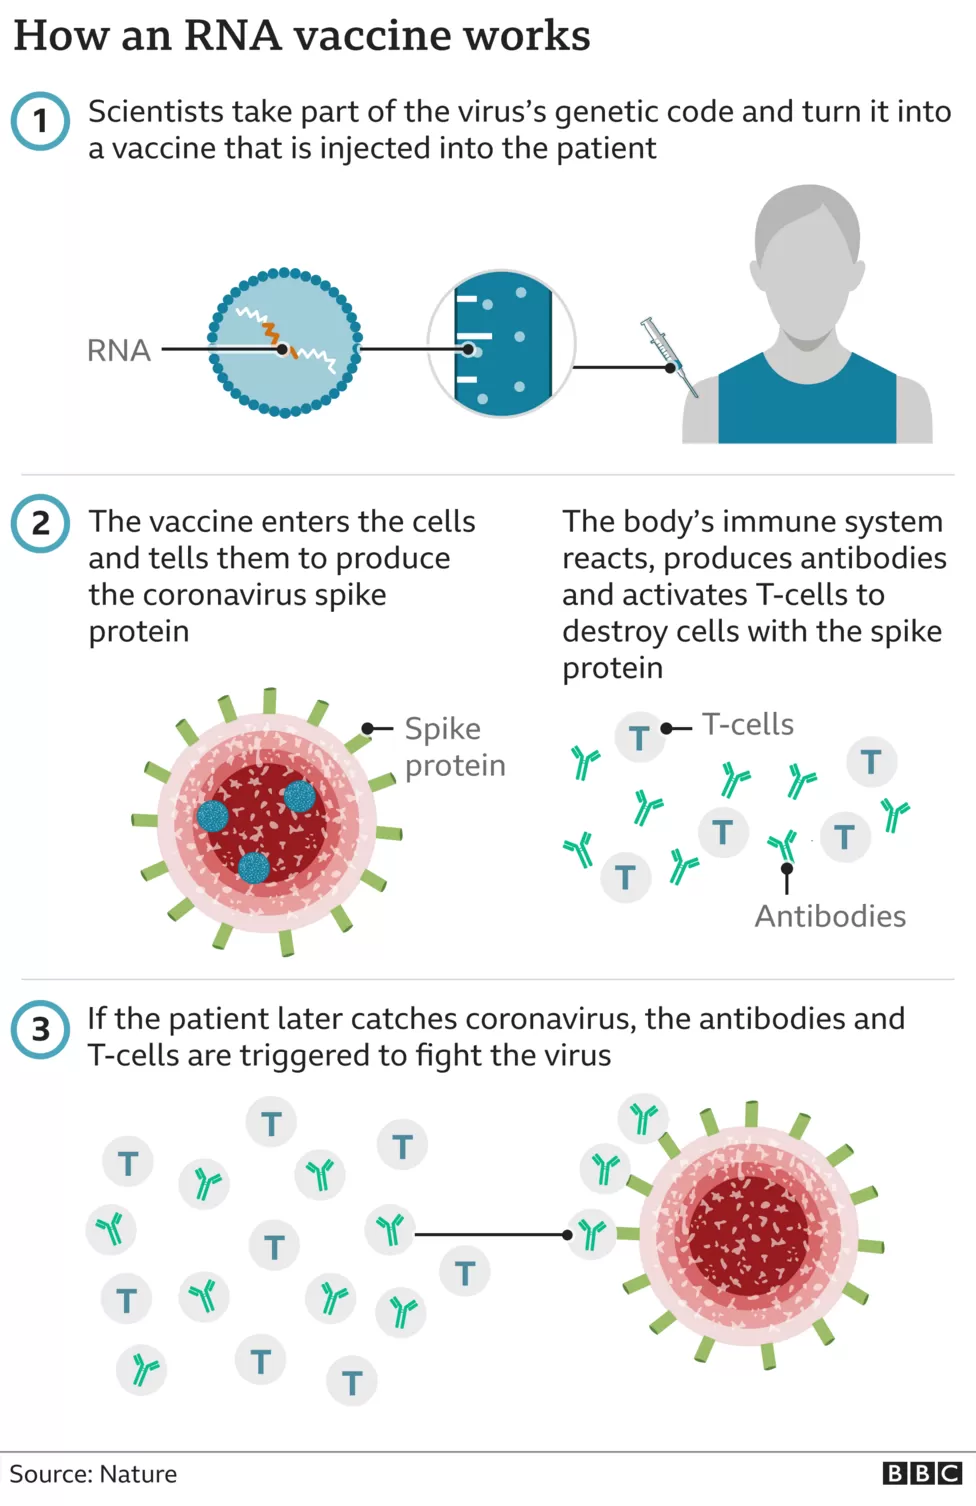 How an RNA vaccine works
1
Scientists take part of the virus’s genetic code and turn it into
a vaccine that is injected into the patient
RNA
2
The vaccine enters the cells
and tells them to produce
the coronavirus spike
protein
The body’s immune system
reacts, produces antibodies
and activates T-cells to
destroy cells with the spike
protein
Spike
protein
T
T-cells
T
T
T
T
Antibodies
3
If the patient later catches coronavirus, the antibodies and
T-cells are triggered to fight the virus
T
T
T
T
T
T
T
T
Source: Nature
BBC